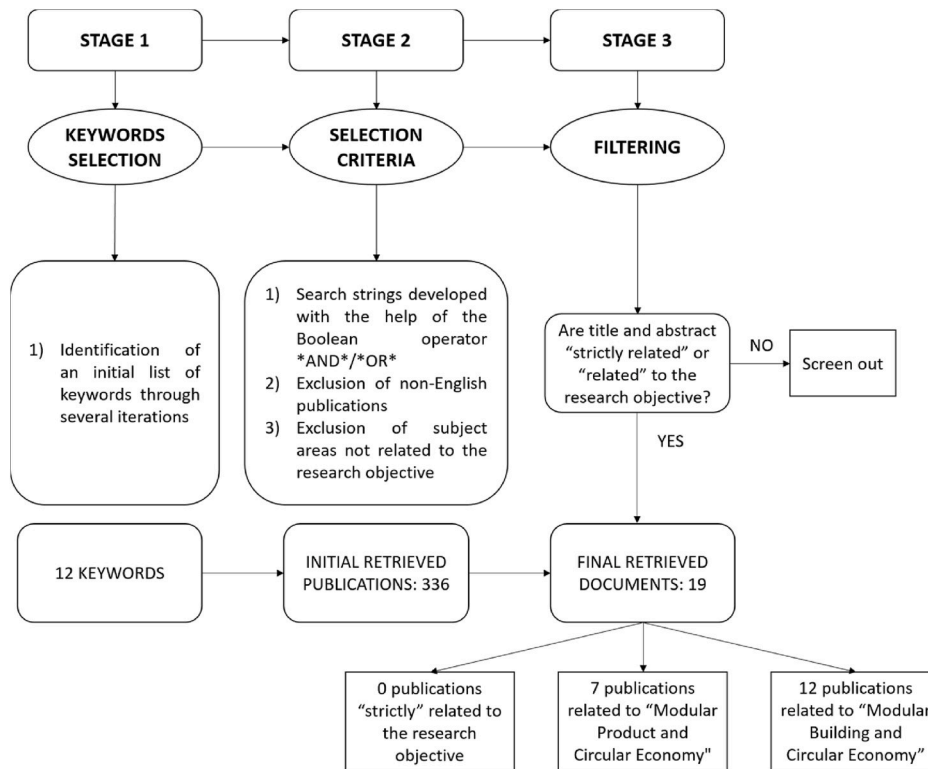 STAGE 1
STAGE 2
STAGE 3
KEYWORDS
SELECTION
SELECTION
CRITERIA
FILTERING
1) Identification of
an initial list of
keywords through
several iterations
1) Search strings developed
with the help of the
Boolean operator
*AND*/*OR*
2) Exclusion of non-English
publications
3) Exclusion of subject
areas not related to the
research objective
Are title and abstract
“strictly related” or
“related” to the
research objective?
NO
Screen out
YES
12 KEYWORDS
INITIAL RETRIEVED
PUBLICATIONS: 336
FINAL RETRIEVED
DOCUMENTS: 19
0 publications
“strictly” related to
the research
objective
7 publications
related to “Modular
Product and
Circular Economy"
12 publications
related to “Modular
Building and
Circular Economy”